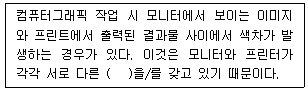 컴퓨터그래픽 작업 시 모니터에서 보이는 이미지
와 프린트에서 출력된 결과물 사이에서 색차가 발
생하는 경우가 있다. 이것은 모니터와 프린터가
각각 서로 다른 (  )을/를 갖고 있기 때문이다.